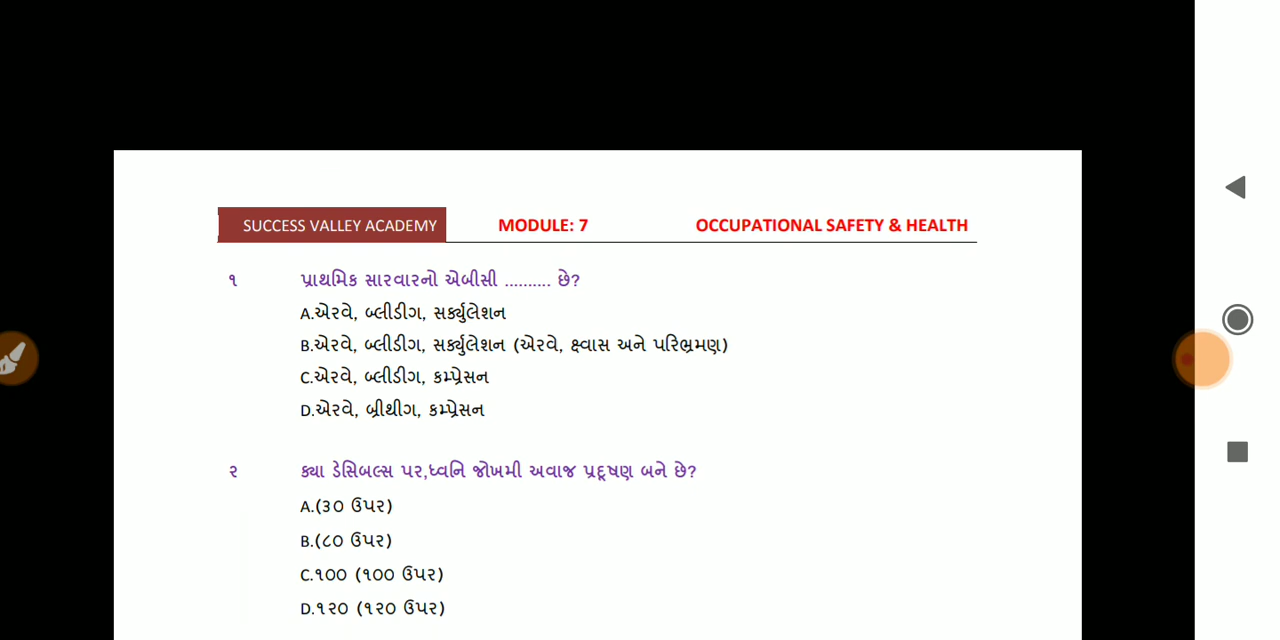 SUCCESS VALLEY ACADEMY MODULE: 7 OCCUPATIONAL SAFETY & HEALTH
૧ પ્રાથમિક સારવારનો એબીસી .......... છે?
A.એરવે, બ્લીડીગ, સર્ક્યુલેશન
B.એરવે, બ્લીડીગ, સર્ક્યુલેશન (એરવે, ક્ષ્વાસ અને પરિભ્રમણ)
C.એરવે, બ્લીડીગ, કમ્પ્રેસન
D.એરવે, બ્રીથીગ, કમ્પ્રેસન
૨ ક્યા ડેસિબલ્સ પર,ધ્વનિ જોખમી અવાજ પ્રદૂષણ બને છે?
A.(૩૦ ઉપર)
B.(૮૦ ઉપર)
C.૧૦૦ (૧૦૦ ઉપર)
D.૧૨૦ (૧૨૦ ઉપર)